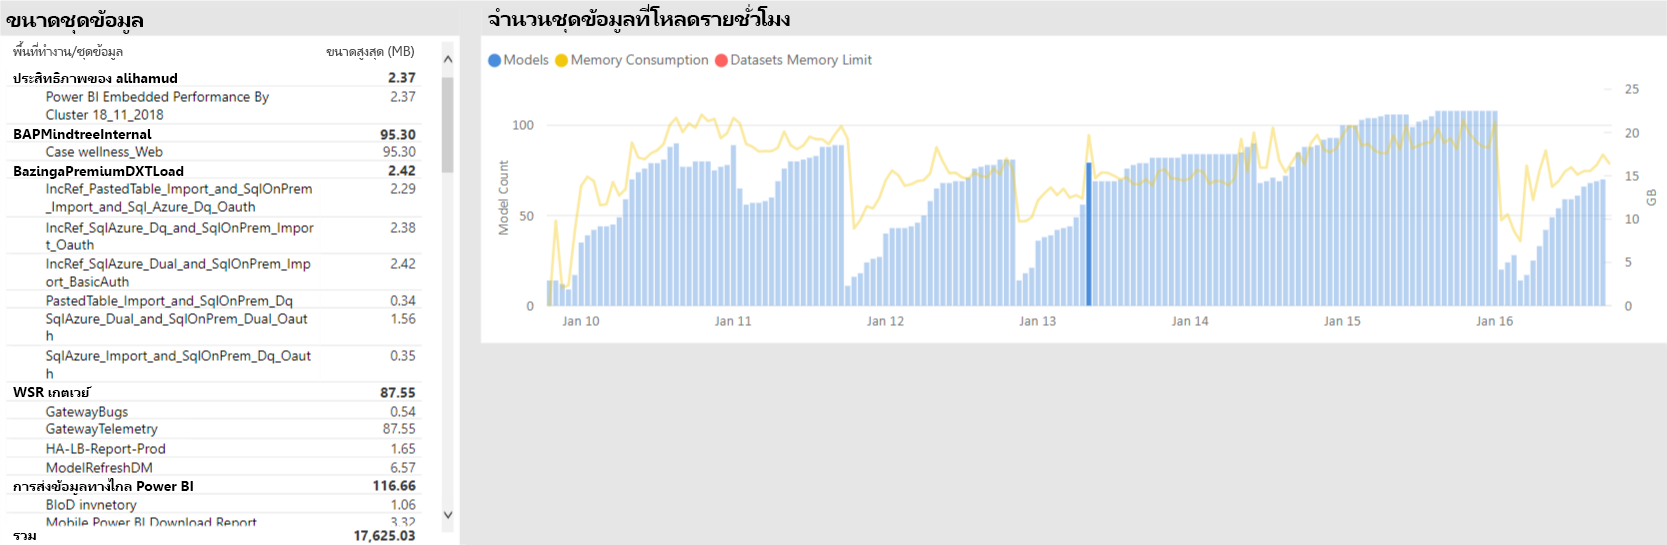 ขนาดชุดข้อมูล
พื้นที่ทำงาน/ชุดข้อมูล ขนาดสูงสุด (MB)
ประสิทธิภาพของ alihamud 2.37
Power BI Embedded Performance By 2.37
Cluster 18_11_2018
BAPMindtreeInternal 95.30
Case wellness_Web 95.30
BazingaPremiumDXTLoad 2.42
IncRef_PastedTable_Import_and_SqlOnPrem 2.29
_Import_and_Sql_Azure_Dq_Oauth
IncRef_SqlAzure_Dq_and_SqlOnPrem_Impor 2.38
t_Oauth
IncRef_SqlAzure_Dual_and_SqlOnPrem_Imp 2.42
ort_BasicAuth
PastedTable_Import_and_SqlOnPrem_Dq 0.34
SqlAzure_Dual_and_SqlOnPrem_Dual_Oaut 1.56
h
SqlAzure_Import_and_SqlOnPrem_Dq_Oaut 0.35
h
WSR เกตเวย์ 87.55
GatewayBugs 0.54
GatewayTelemetry 87.55
HA-LB-Report-Prod 1.65
ModelRefreshDM 6.57
การส่งข้อมูลทางไกล Power BI 116.66
BIoD invnetory 1.06
Mobile Power BI Download Report 3.32
รวม 17,625.03
จำนวนชุดข้อมูลที่โหลดรายชั่วโมง
Models Memory Consumption Datasets Memory Limit
Model Count
100
50
0
25
20
15
10
5
0
GB
Jan 10 Jan 11 Jan 12 Jan 13 Jan 14 Jan 15 Jan 16